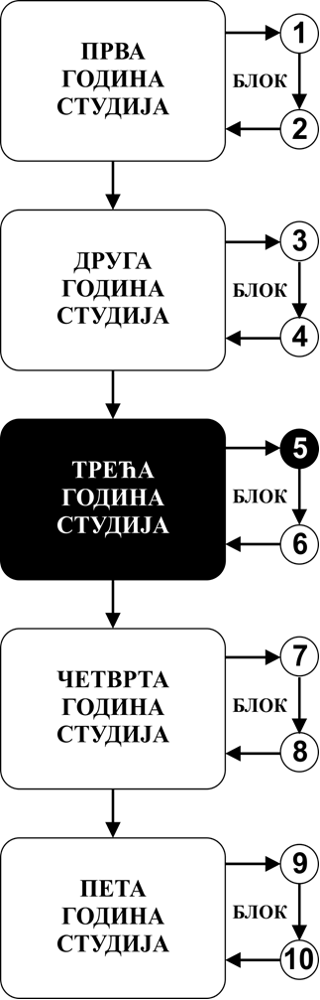 ПРВА
ГОДИНА
СТУДИЈА
1
БЛОК
2
ДРУГА
ГОДИНА
СТУДИЈА
3
БЛОК
4
ТРЕЋА
ГОДИНА
СТУДИЈА
5
БЛОК
6
ЧЕТВРТА
ГОДИНА
СТУДИЈА
7
БЛОК
8
ПЕТА
ГОДИНА
СТУДИЈА
9
БЛОК
10